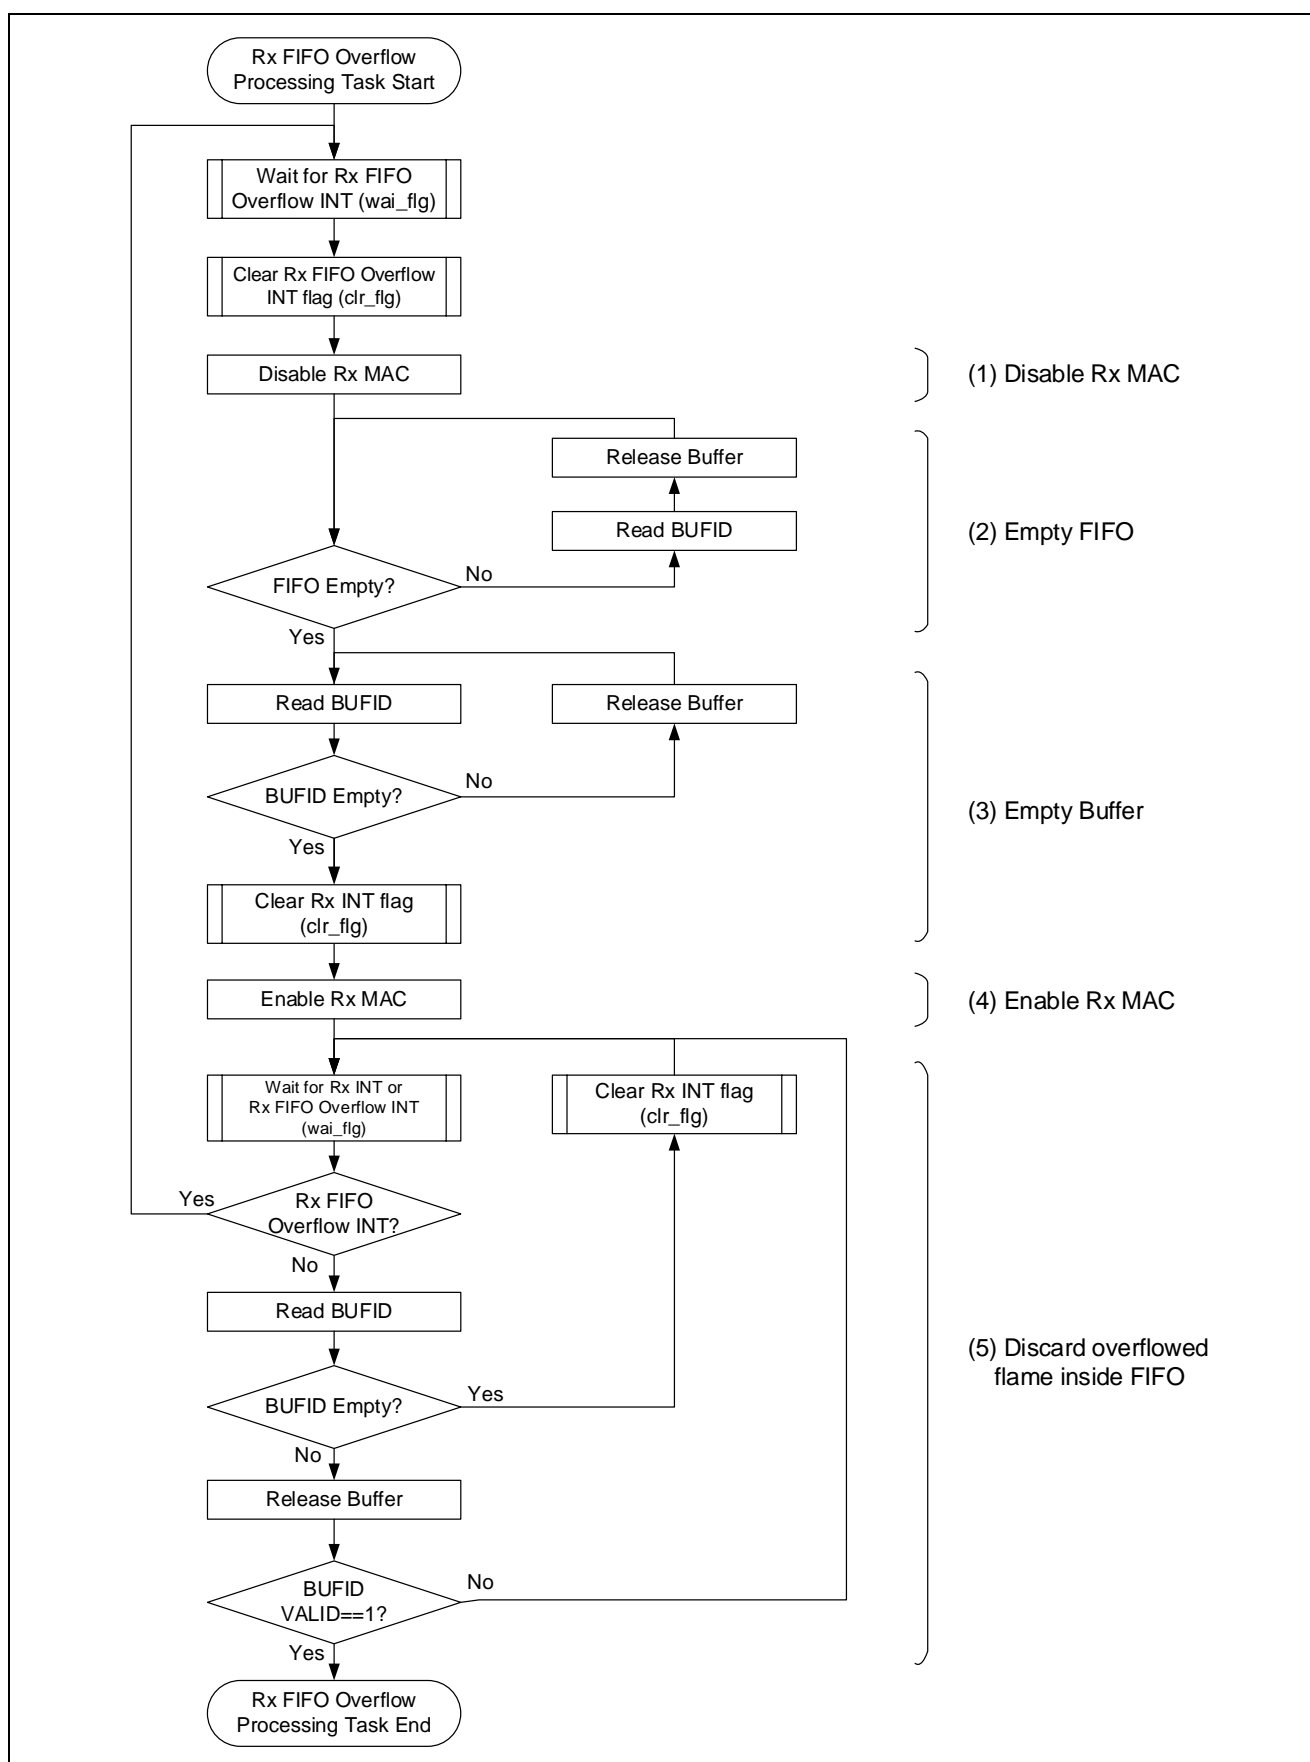 Rx FIFO Overflow
Processing Task Start
Wait for Rx FIFO
Overflow INT (wai_flg)
Clear Rx FIFO Overflow
INT flag (clr_flg)
Disable Rx MAC
(1) Disable Rx MAC
Release Buffer
Read BUFID
(2) Empty FIFO
FIFO Empty?
No
Yes
Read BUFID
Release Buffer
BUFID Empty?
No
(3) Empty Buffer
Yes
Clear Rx INT flag
(clr_flg)
Enable Rx MAC
(4) Enable Rx MAC
Wait for Rx INT or
Rx FIFO Overflow INT
(wai_flg)
Clear Rx INT flag
(clr_flg)
Yes
Rx FIFO
Overflow INT?
No
Read BUFID
(5) Discard overflowed
flame inside FIFO
BUFID Empty?
Yes
No
Release Buffer
BUFID
VALID==1?
No
Yes
Rx FIFO Overflow
Processing Task End